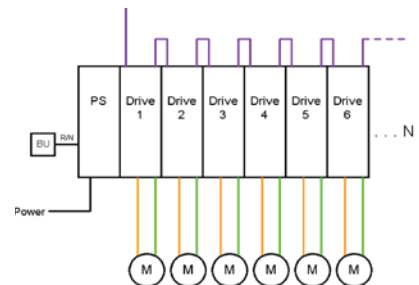 PS
Drive
1
Drive
2
Drive
3
Drive
4
Drive
5
Drive
6
. . . N
BU
R/N
Power
M
M
M
M
M
M